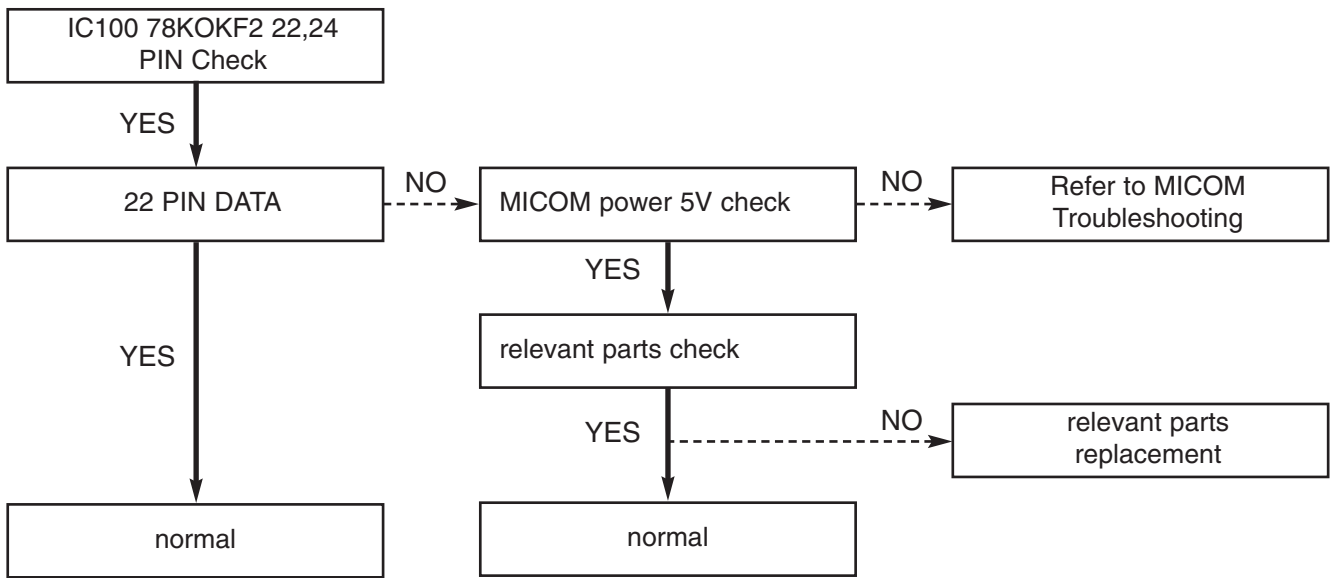 IC100 78KOKF2 22,24
PIN Check
YES
22 PIN DATA
NO
MICOM power 5V check
NO
Refer to MICOM
Troubleshooting
YES
relevant parts check
YES
YES
NO
relevant parts
replacement
normal
normal